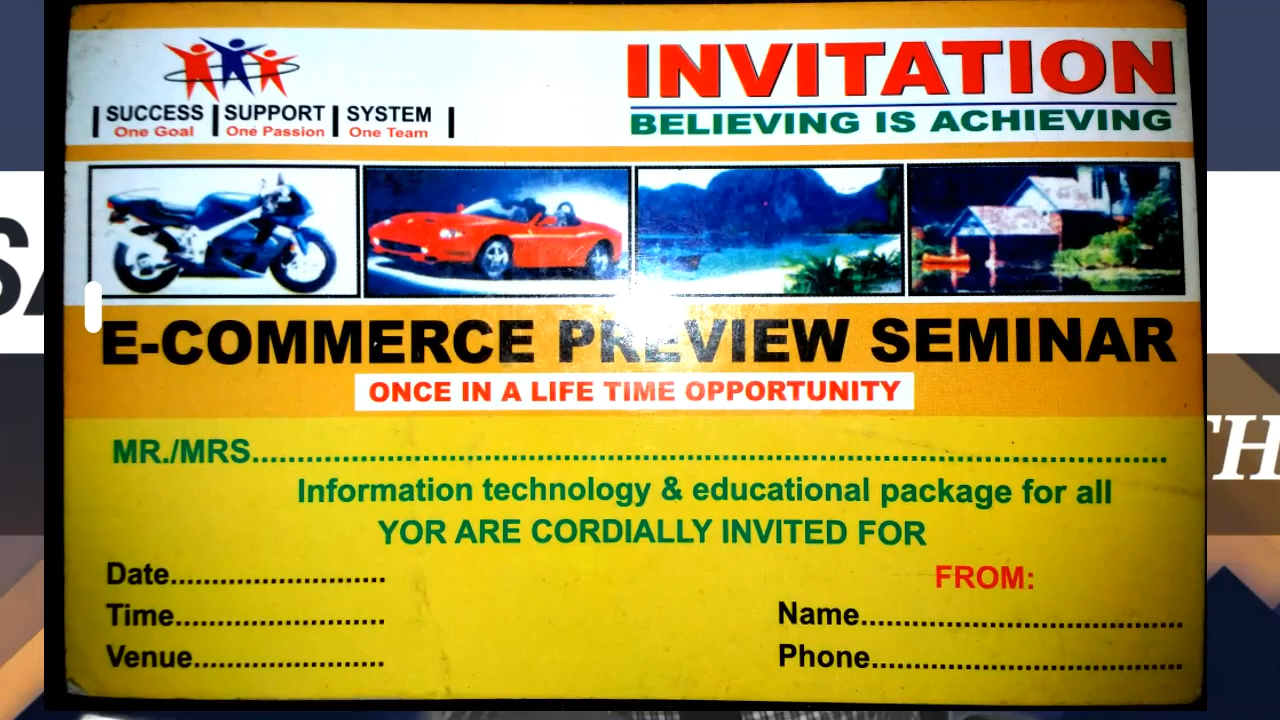 INVITATION
BELIEVING IS ACHIEVING
SUCCESS SUPPORT SYSTEM
One Goal One Passion One Team
E-COMMERCE PREVIEW SEMINAR
ONCE IN A LIFE TIME OPPORTUNITY
MR./MRS.....................................................................................................
Information technology & educational package for all
YOR ARE CORDIALLY INVITED FOR
Date..........................
FROM:
Time.........................
Name.......................................
Venue.......................
Phone......................................